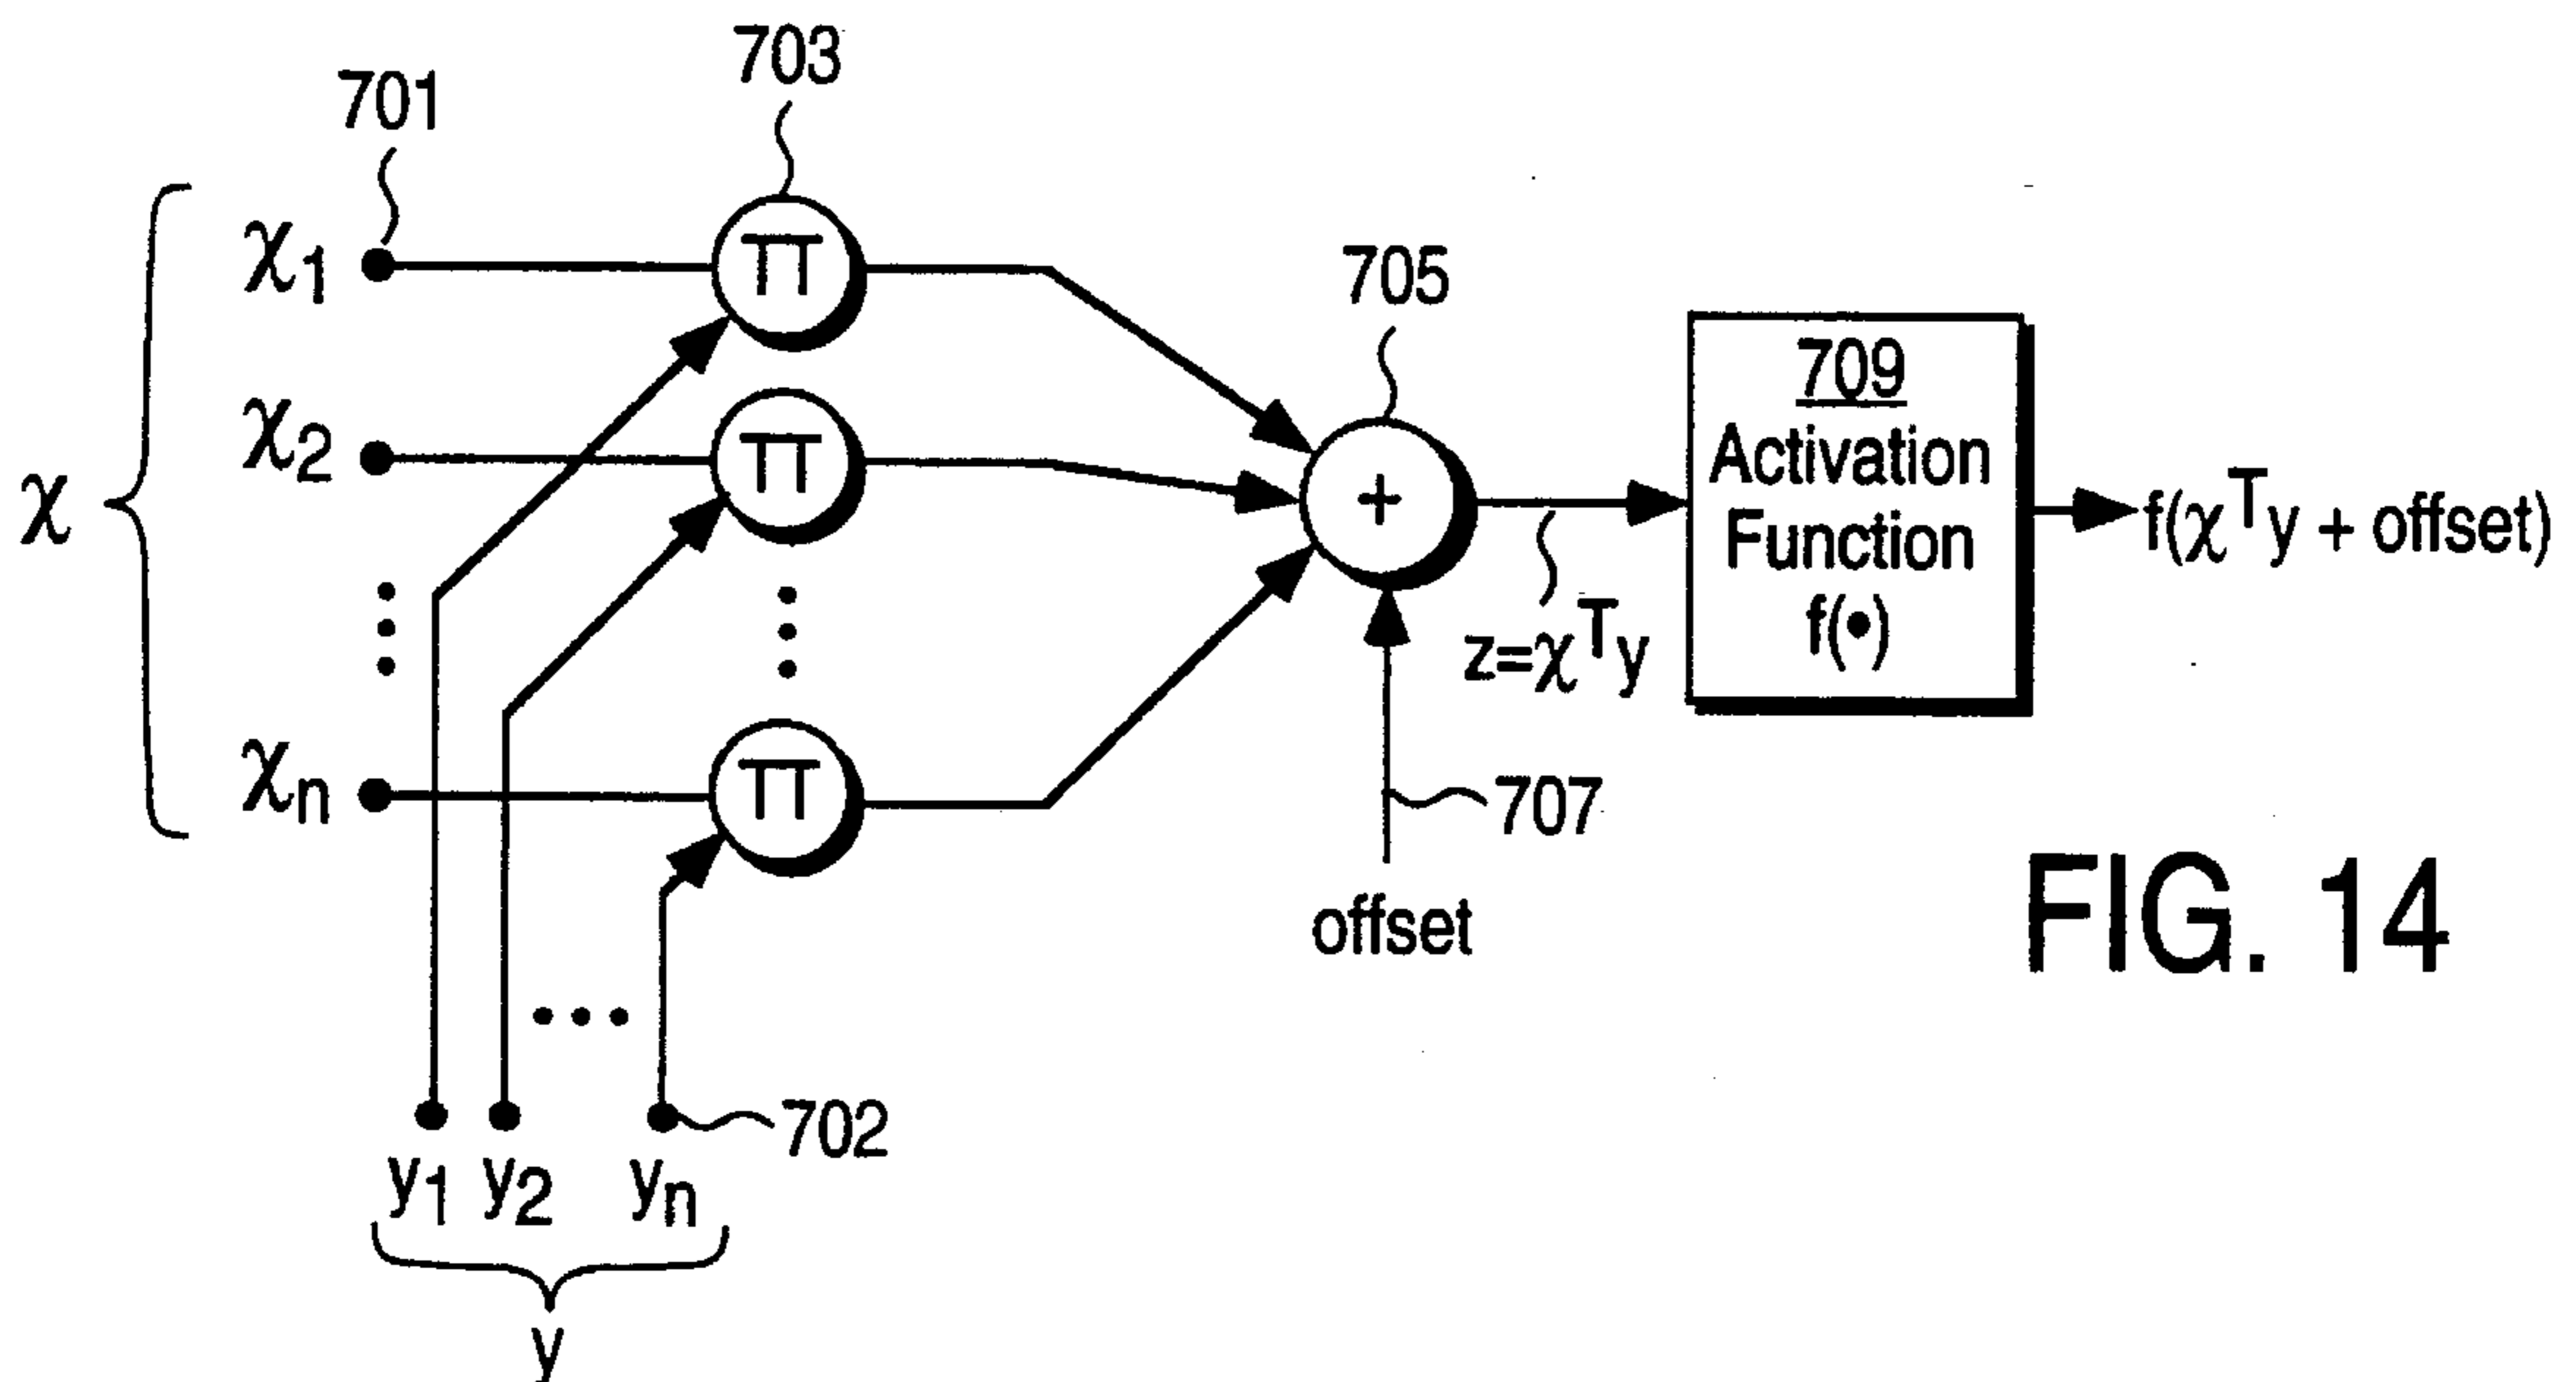 703
701
χ1
π
705
709
Activation
Function
f(•)
χ2
π
χ
+
f(χTy + offset)
z=χTy
χn
π
707
offset
FIG. 14
702
y1 y2 yn
y